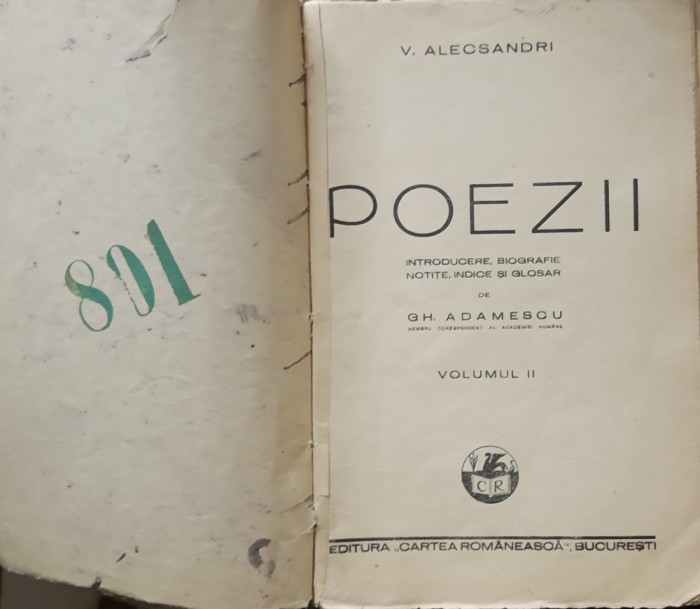 801
V. ALECSANDRI
POEZII
INTRODUCERE, BIOGRAFIE
NOTIȚE, INDICE ȘI GLOSAR
DE
GH. ADAMESCU
MEMBRU CORESPONDENT AL ACADEMIEI ROMÂNE
VOLUMUL II
C R
EDITURA „CARTEA ROMÂNEASCĂ”, BUCUREȘTI